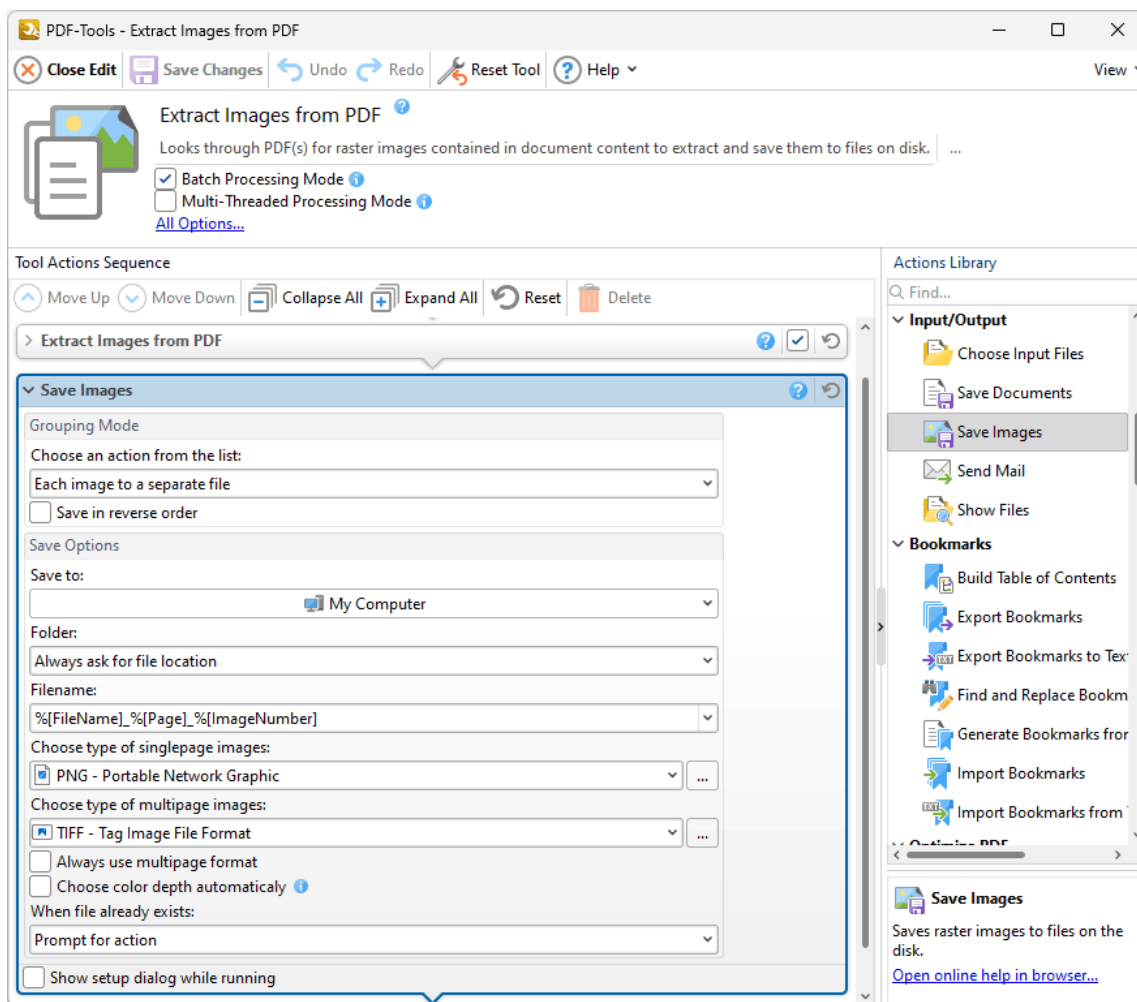 PDF-Tools - Extract Images from PDF
Close Edit Save Changes Undo Redo Reset Tool Help View
Extract Images from PDF
Looks through PDF(s) for raster images contained in document content to extract and save them to files on disk. ...
Batch Processing Mode
Multi-Threaded Processing Mode
All Options...
Tool Actions Sequence
Move Up Move Down Collapse All Expand All Reset Delete
Extract Images from PDF
Save Images
Grouping Mode
Choose an action from the list:
Each image to a separate file
Save in reverse order
Save Options
Save to:
My Computer
Folder:
Always ask for file location
Filename:
%[FileName]_%[Page]_%[ImageNumber]
Choose type of singlepage images:
PNG - Portable Network Graphic ...
Choose type of multipage images:
TIFF - Tag Image File Format ...
Always use multipage format
Choose color depth automaticaly
When file already exists:
Prompt for action
Show setup dialog while running
Actions Library
Find...
Input/Output
Choose Input Files
Save Documents
Save Images
Send Mail
Show Files
Bookmarks
Build Table of Contents
Export Bookmarks
Export Bookmarks to Tex
Find and Replace Bookm
Generate Bookmarks from
Import Bookmarks
Import Bookmarks from
Optimize PDF
Save Images
Saves raster images to files on the
disk.
Open online help in browser...